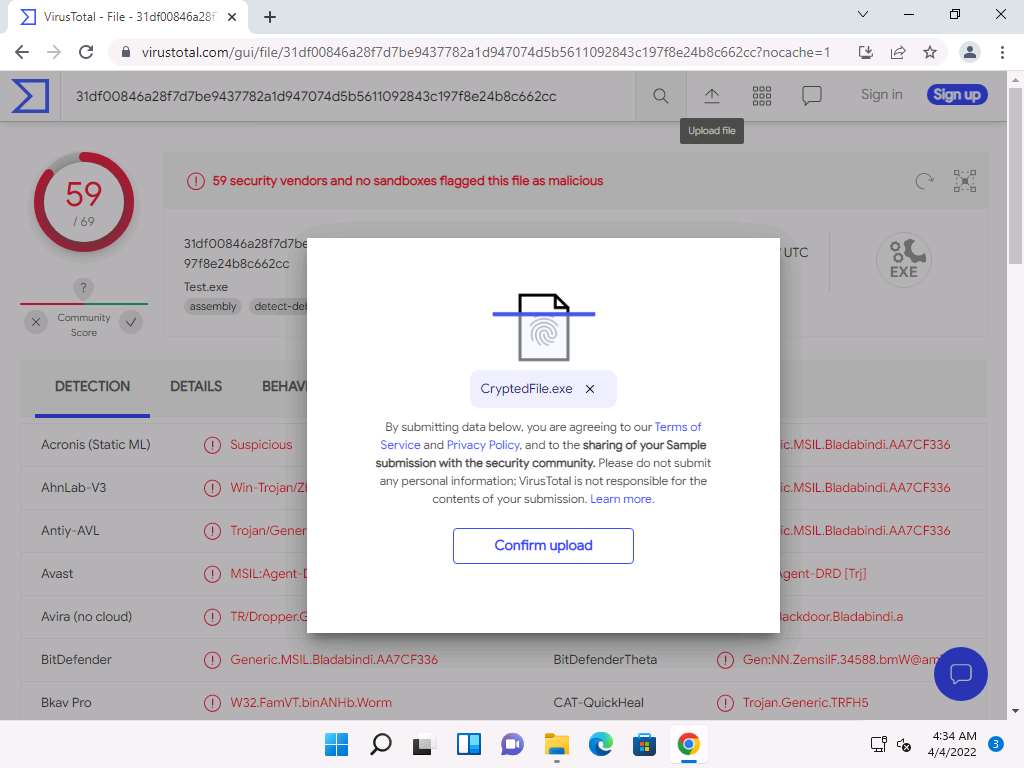 VirusTotal - File - 31df00846a28f
virustotal.com/gui/file/31df00846a28f7d7be9437782a1d947074d5b5611092843c197f8e24b8c662cc?nocache=1
31df00846a28f7d7be9437782a1d947074d5b5611092843c197f8e24b8c662cc
Sign in
Sign up
Upload file
59
/ 69
59 security vendors and no sandboxes flagged this file as malicious
31df00846a28f7d7be
97f8e24b8c662cc
UTC
Test.exe
EXE
assembly
detect-de
?
Community
Score
CryptedFile.exe
By submitting data below, you are agreeing to our Terms of
Service and Privacy Policy, and to the sharing of your Sample
submission with the security community. Please do not submit
any personal information; VirusTotal is not responsible for the
contents of your submission. Learn more.
Confirm upload
DETECTION DETAILS BEHAV
Acronis (Static ML) Suspicious ic.MSIL.Bladabindi.AA7CF336
AhnLab-V3 Win-Trojan/Z ic.MSIL.Bladabindi.AA7CF336
Antiy-AVL Trojan/Gener ic.MSIL.Bladabindi.AA7CF336
Avast MSIL:Agent-D gent-DRD [Trj]
Avira (no cloud) TR/Dropper.G ackdoor.Bladabindi.a
BitDefender Generic.MSIL.Bladabindi.AA7CF336 BitDefenderTheta Gen:NN.ZemsilF.34588.bmW@am
Bkav Pro W32.FamVT.binANHb.Worm CAT-QuickHeal Trojan.Generic.TRFH5
4:34 AM
4/4/2022
3